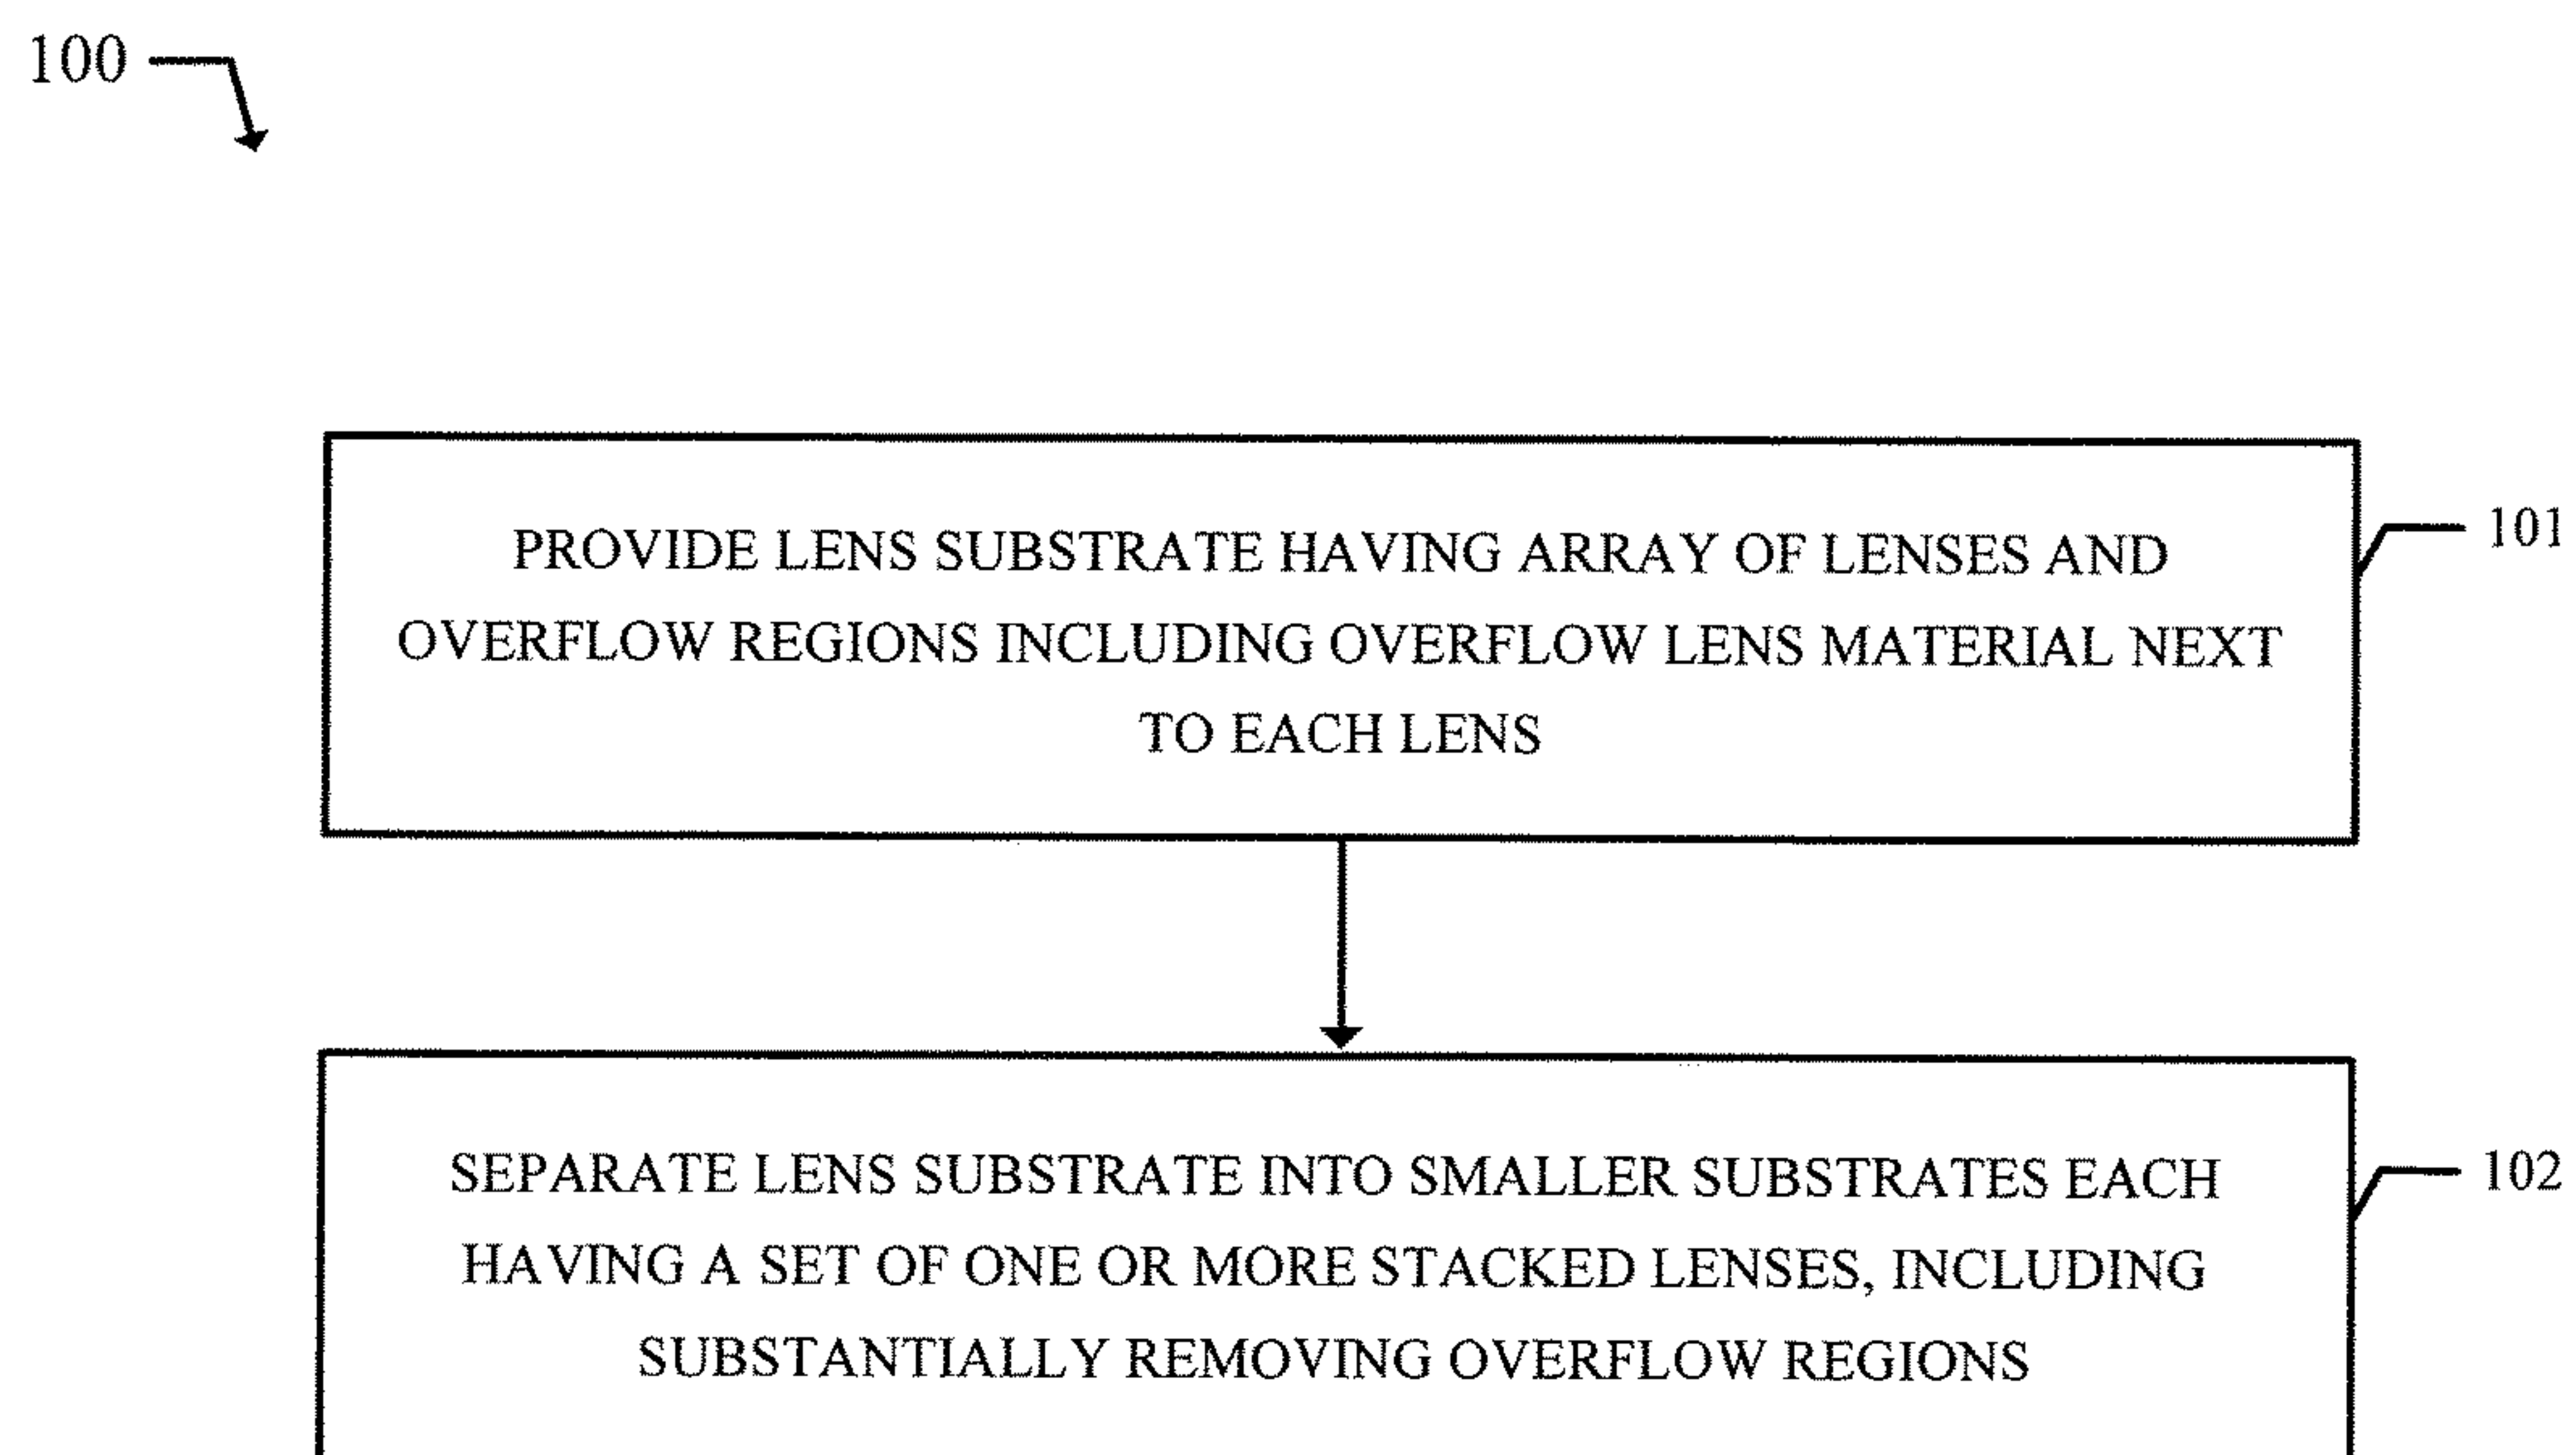 100
PROVIDE LENS SUBSTRATE HAVING ARRAY OF LENSES AND
OVERFLOW REGIONS INCLUDING OVERFLOW LENS MATERIAL NEXT
TO EACH LENS
101
SEPARATE LENS SUBSTRATE INTO SMALLER SUBSTRATES EACH
HAVING A SET OF ONE OR MORE STACKED LENSES, INCLUDING
SUBSTANTIALLY REMOVING OVERFLOW REGIONS
102